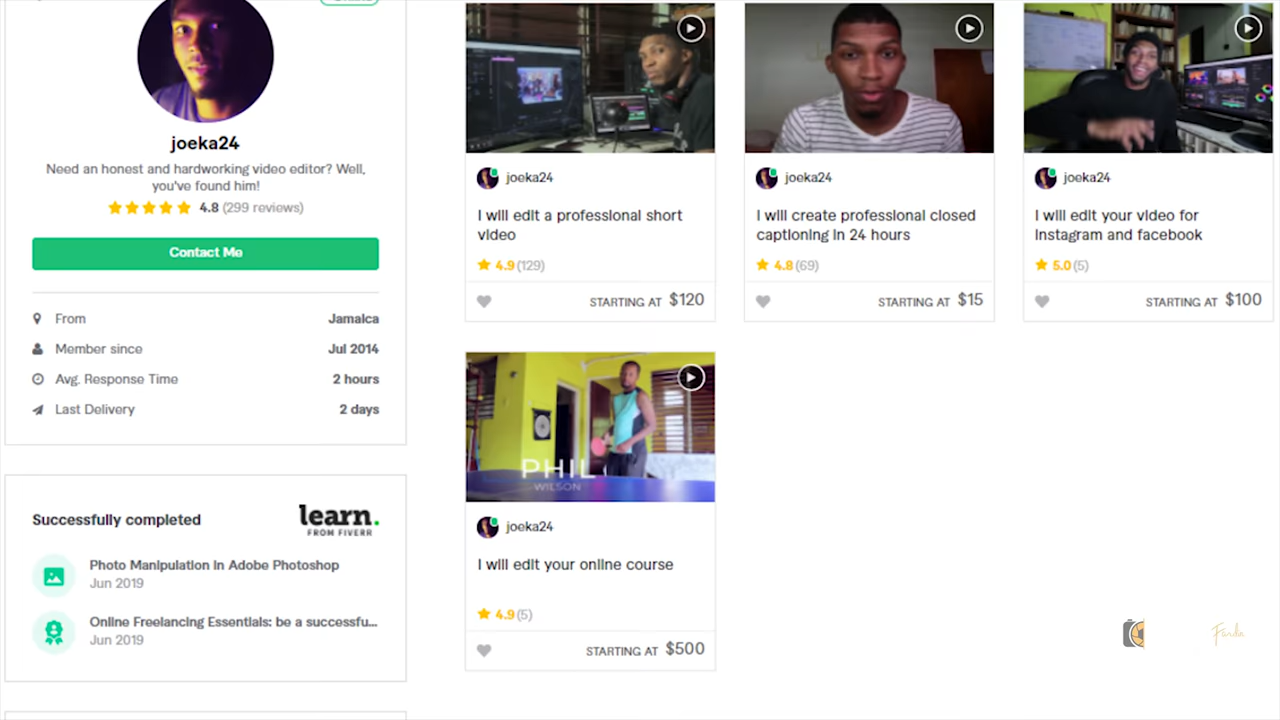 joeka24
Need an honest and hardworking video editor? Well,
you've found him!
4.8 (299 reviews)
Contact Me
From Jamaica
Member since Jul 2014
Avg. Response Time 2 hours
Last Delivery 2 days
Successfully completed
learn.
FROM FIVERR
Photo Manipulation in Adobe Photoshop
Jun 2019
Online Freelancing Essentials: be a successfu...
Jun 2019
joeka24
I will edit a professional short
video
4.9 (129)
STARTING AT $120
joeka24
I will create professional closed
captioning in 24 hours
4.8 (69)
STARTING AT $15
joeka24
I will edit your video for
instagram and facebook
5.0 (5)
STARTING AT $100
PHIL
WILSON
joeka24
I will edit your online course
4.9 (5)
STARTING AT $500